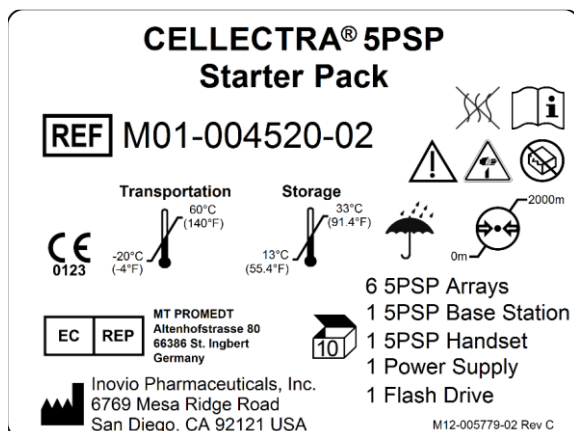 CELLECTRA® 5PSP
Starter Pack
REF M01-004520-02
Transportation
60°C
(140°F)
-20°C
(-4°F)
Storage
33°C
(91.4°F)
13°C
(55.4°F)
2000m
0m
CE
0123
EC REP
MT PROMEDT
Altenhofstrasse 80
66386 St. Ingbert
Germany
10
6 5PSP Arrays
1 5PSP Base Station
1 5PSP Handset
1 Power Supply
1 Flash Drive
Inovio Pharmaceuticals, Inc.
6769 Mesa Ridge Road
San Diego, CA 92121 USA
M12-005779-02 Rev C